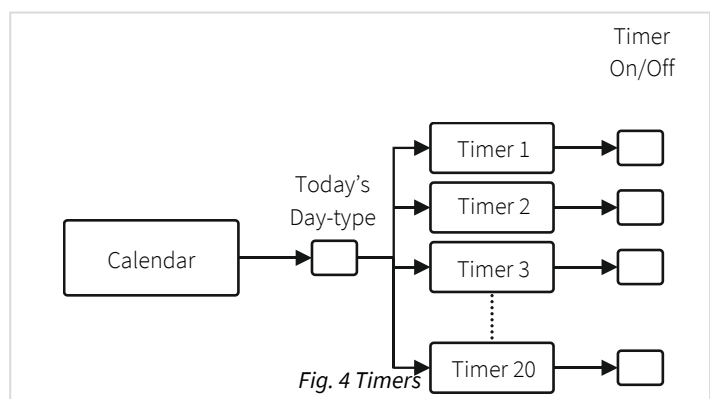 Timer
On/Off
Timer 1
Today’s
Day-type
Timer 2
Calendar
Timer 3
Timer 20
Fig. 4 Timers